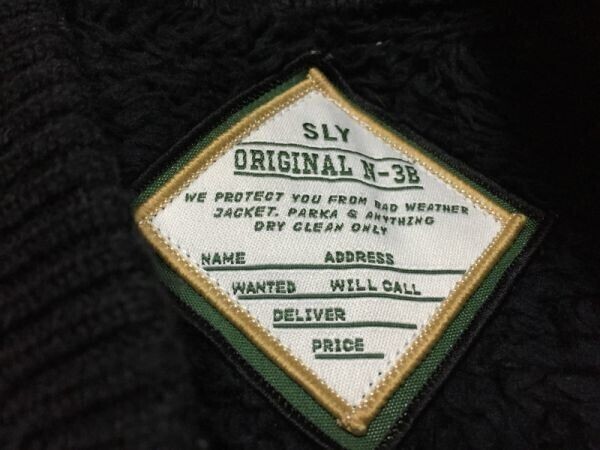 SLY
ORIGINAL N-3B
WE PROTECT YOU FROM BAD WEATHER
JACKET. PARKA & ANYTHING
DRY CLEAN ONLY
NAME ADDRESS
WANTED WILL CALL
DELIVER
PRICE